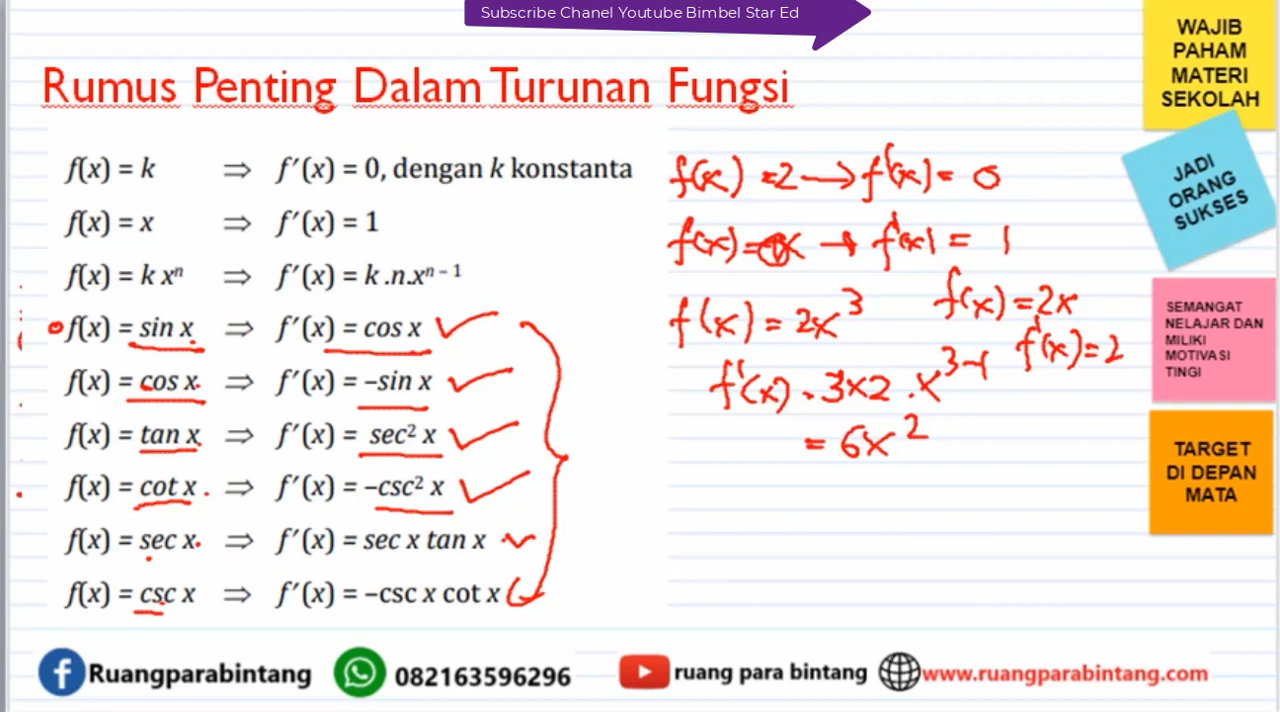 Subscribe Chanel Youtube Bimbel Star Ed
Rumus Penting Dalam Turunan Fungsi
f(x) = k ⇒ f′(x) = 0, dengan k konstanta
f(x) = x ⇒ f′(x) = 1
f(x) = k xⁿ ⇒ f′(x) = k .n.xⁿ⁻¹
f(x) = sin x ⇒ f′(x) = cos x
f(x) = cos x ⇒ f′(x) = −sin x
f(x) = tan x ⇒ f′(x) = sec² x
f(x) = cot x ⇒ f′(x) = −csc² x
f(x) = sec x ⇒ f′(x) = sec x tan x
f(x) = csc x ⇒ f′(x) = −csc x cot x
f(x) = 2 → f'(x) = 0
f(x) = x → f'(x) = 1
f(x) = 2x³
f'(x) = 3x2 . x³⁻¹
= 6x²
f(x) = 2x
f'(x) = 2
WAJIB
PAHAM
MATERI
SEKOLAH
JADI
ORANG
SUKSES
SEMANGAT
NELAJAR DAN
MILIKI
MOTIVASI
TINGI
TARGET
DI DEPAN
MATA
Ruangparabintang
082163596296
ruang para bintang
www.ruangparabintang.com